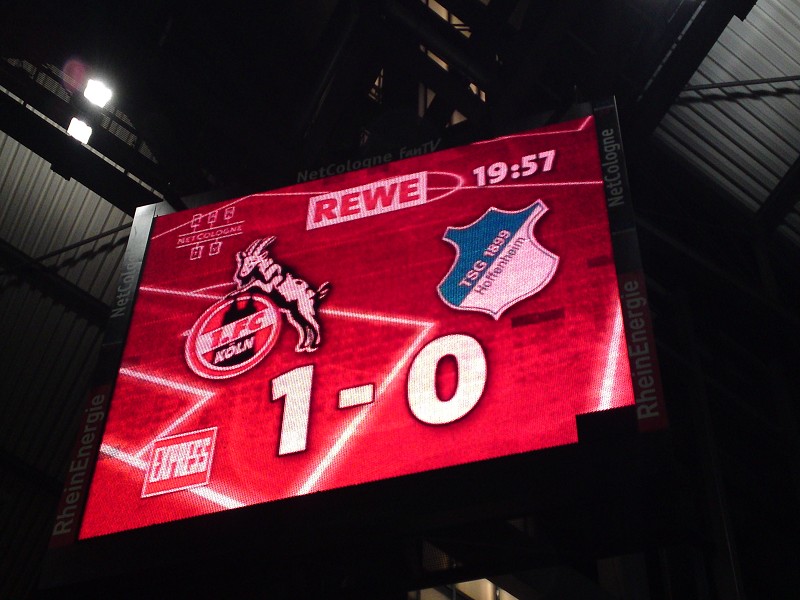 NetCologne fanTV
19:57
REWE
NETCOLOGNE
TSG 1899
Hoffenheim
1.FC
KÖLN
1-0
EXPRESS
NetCologne
RheinEnergie
NetCologne
RheinEnergie